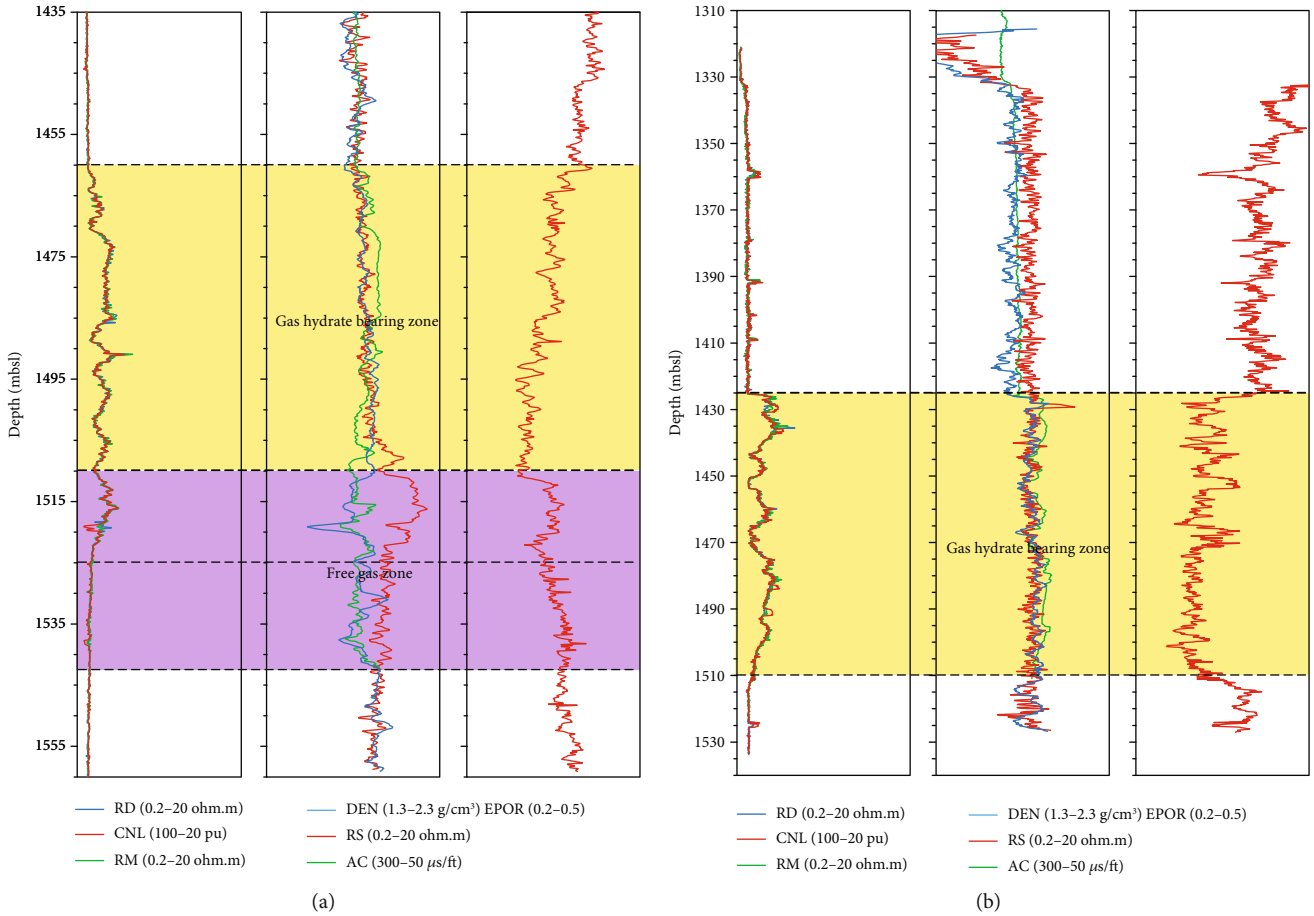 1435
1455
1475
1495
1515
1535
1555
Depth (mbsl)
Gas hydrate bearing zone
Free gas zone
RD (0.2–20 ohm.m)
CNL (100–20 pu)
RM (0.2–20 ohm.m)
DEN (1.3–2.3 g/cm³) EPOR (0.2–0.5)
RS (0.2–20 ohm.m)
AC (300–50 μs/ft)
(a)
1310
1330
1350
1370
1390
1410
1430
1450
1470
1490
1510
1530
Depth (mbsl)
Gas hydrate bearing zone
RD (0.2–20 ohm.m)
CNL (100–20 pu)
RM (0.2–20 ohm.m)
DEN (1.3–2.3 g/cm³) EPOR (0.2–0.5)
RS (0.2–20 ohm.m)
AC (300–50 μs/ft)
(b)